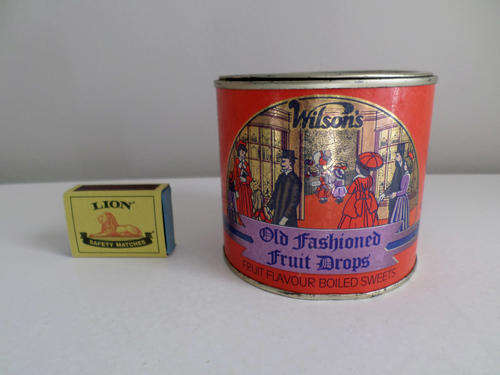 LION
SAFETY MATCHES
Wilson's
Old Fashioned
Fruit Drops
FRUIT FLAVOUR BOILED SWEETS